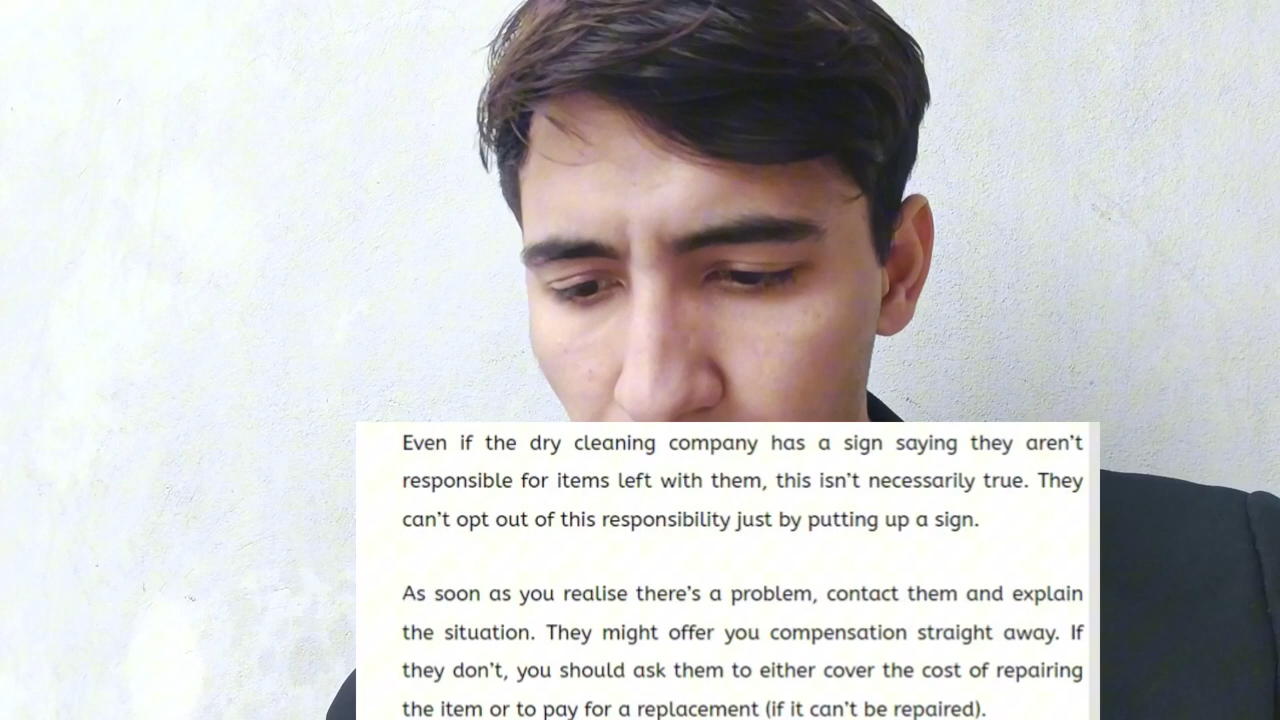 Even if the dry cleaning company has a sign saying they aren’t
responsible for items left with them, this isn’t necessarily true. They
can’t opt out of this responsibility just by putting up a sign.
As soon as you realise there’s a problem, contact them and explain
the situation. They might offer you compensation straight away. If
they don’t, you should ask them to either cover the cost of repairing
the item or to pay for a replacement (if it can’t be repaired).